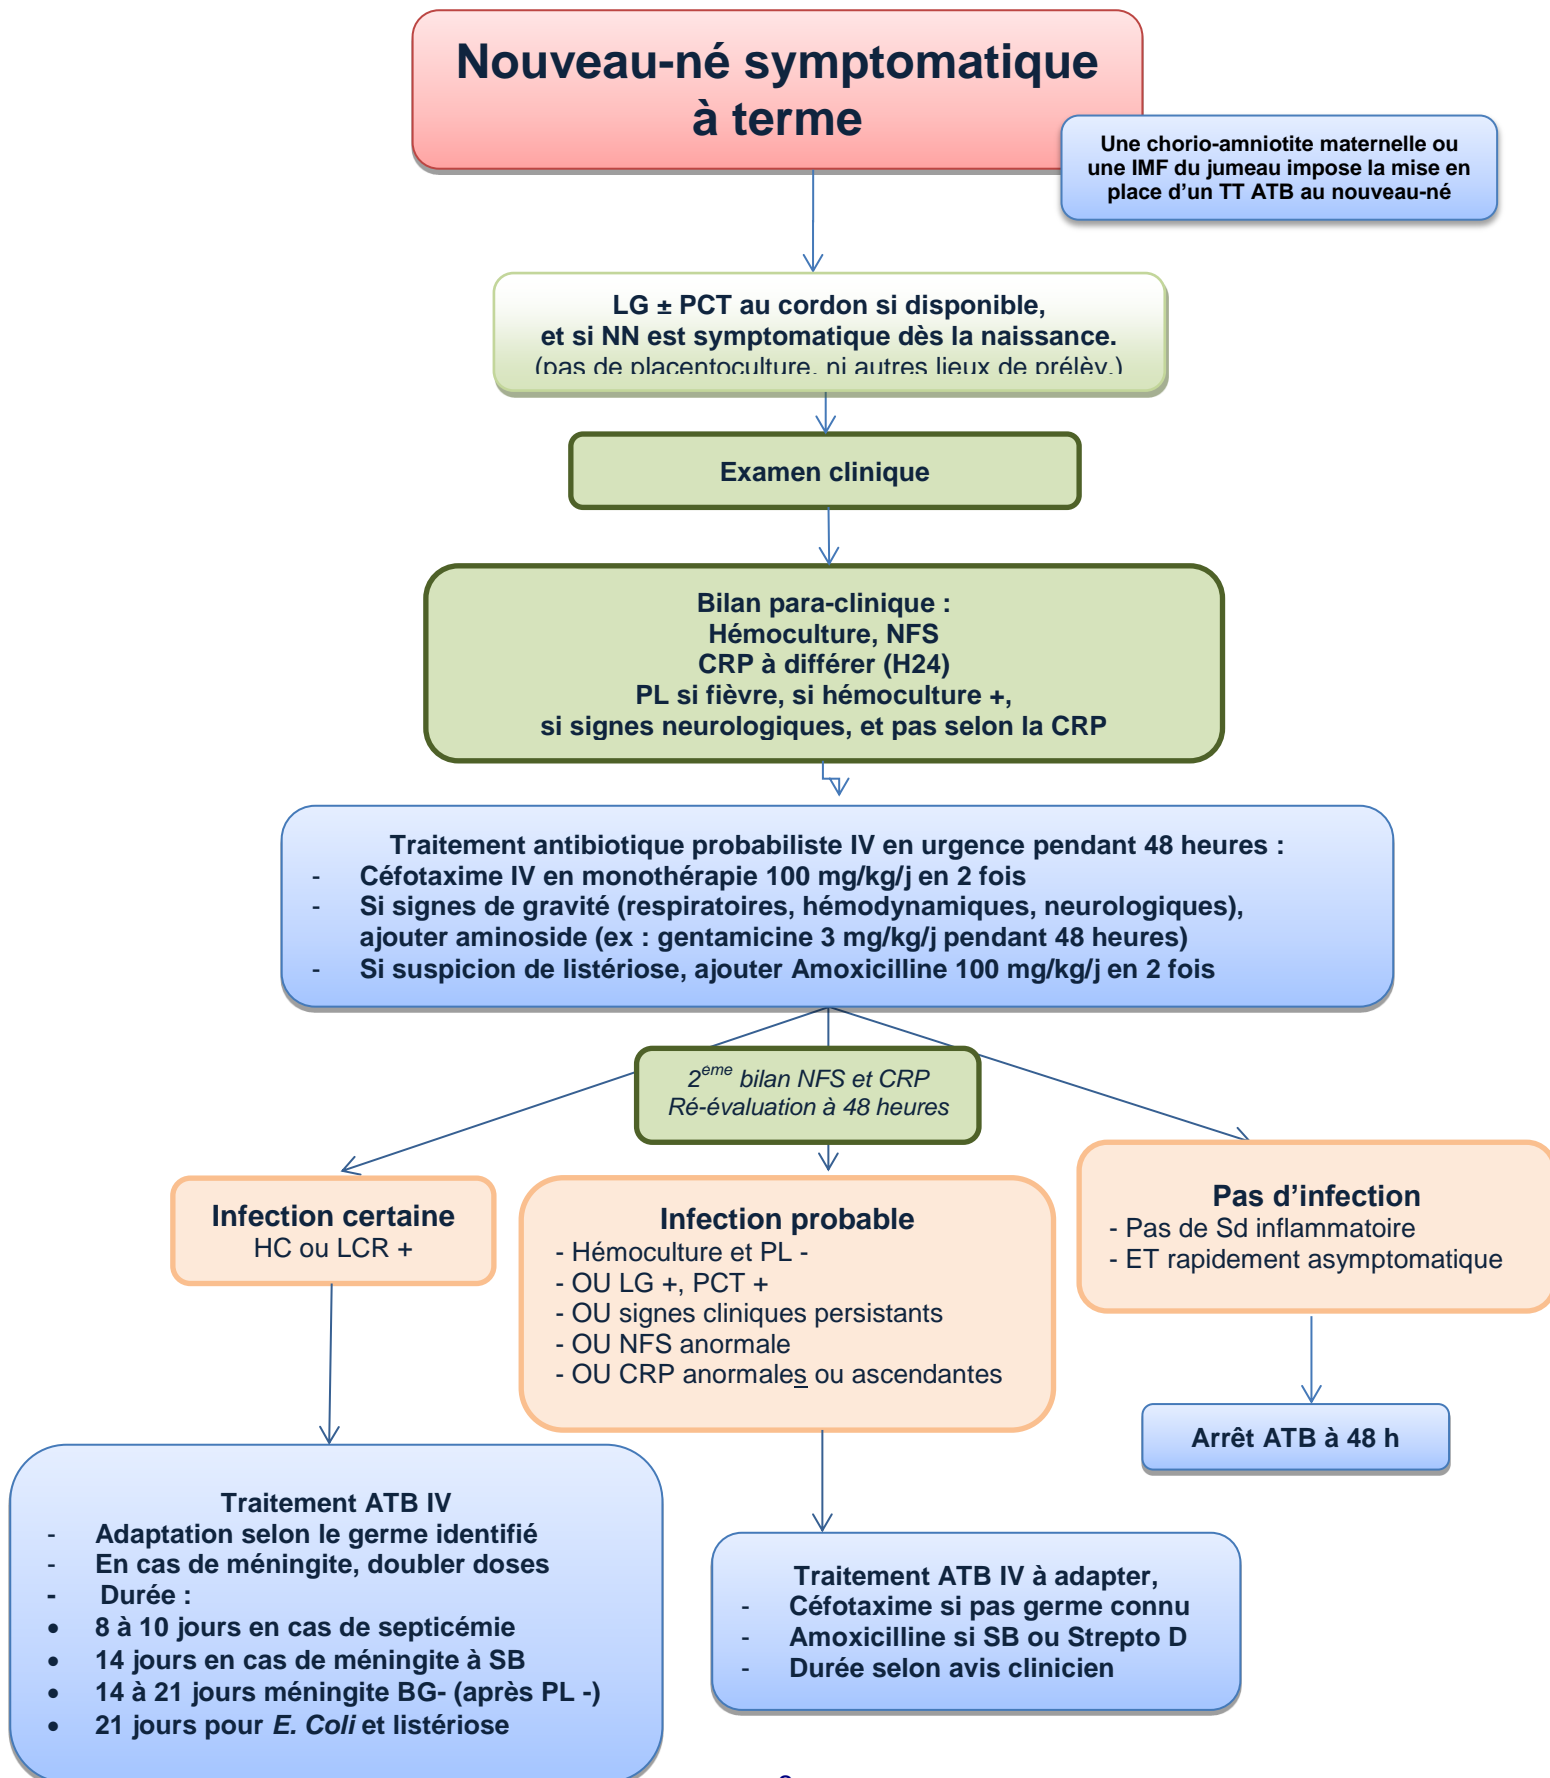 Nouveau-né symptomatique
à terme
Une chorio-amniotite maternelle ou
une IMF du jumeau impose la mise en
place d'un TT ATB au nouveau-né
LG ± PCT au cordon si disponible,
et si NN est symptomatique dès la naissance.
(pas de placentoculture, ni autres lieux de prélèv.)
Examen clinique
Bilan para-clinique :
Hémoculture, NFS
CRP à différer (H24)
PL si fièvre, si hémoculture +,
si signes neurologiques, et pas selon la CRP
Traitement antibiotique probabiliste IV en urgence pendant 48 heures :
- Céfotaxime IV en monothérapie 100 mg/kg/j en 2 fois
- Si signes de gravité (respiratoires, hémodynamiques, neurologiques),
ajouter aminoside (ex : gentamicine 3 mg/kg/j pendant 48 heures)
- Si suspicion de listériose, ajouter Amoxicilline 100 mg/kg/j en 2 fois
2eme bilan NFS et CRP
Ré-évaluation à 48 heures
Infection certaine
HC ou LCR +
Infection probable
- Hémoculture et PL -
- OU LG +, PCT +
- OU signes cliniques persistants
- OU NFS anormale
- OU CRP anormales ou ascendantes
Pas d'infection
- Pas de Sd inflammatoire
- ET rapidement asymptomatique
Arrêt ATB à 48 h
Traitement ATB IV
- Adaptation selon le germe identifié
- En cas de méningite, doubler doses
- Durée :
• 8 à 10 jours en cas de septicémie
• 14 jours en cas de méningite à SB
• 14 à 21 jours méningite BG- (après PL -)
• 21 jours pour E. Coli et listériose
Traitement ATB IV à adapter,
- Céfotaxime si pas germe connu
- Amoxicilline si SB ou Strepto D
- Durée selon avis clinicien